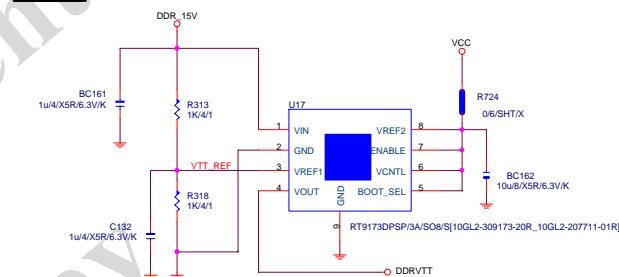 DDR_15V
VCC
BC161
1u/4/X5R/6.3V/K
R313
1K/4/1
R724
0/6/SHT/X
U17
1 VIN VREF2 8
2 GND ENABLE 7
VTT_REF 3 VREF1 VCNTL 6
4 VOUT BOOT_SEL 5
GND
9
BC162
10u/8/X5R/6.3V/K
R318
1K/4/1
C132
1u/4/X5R/6.3V/K
RT9173DPSP/3A/SO8/S[10GL2-309173-20R_10GL2-207711-01R]
DDRVTT